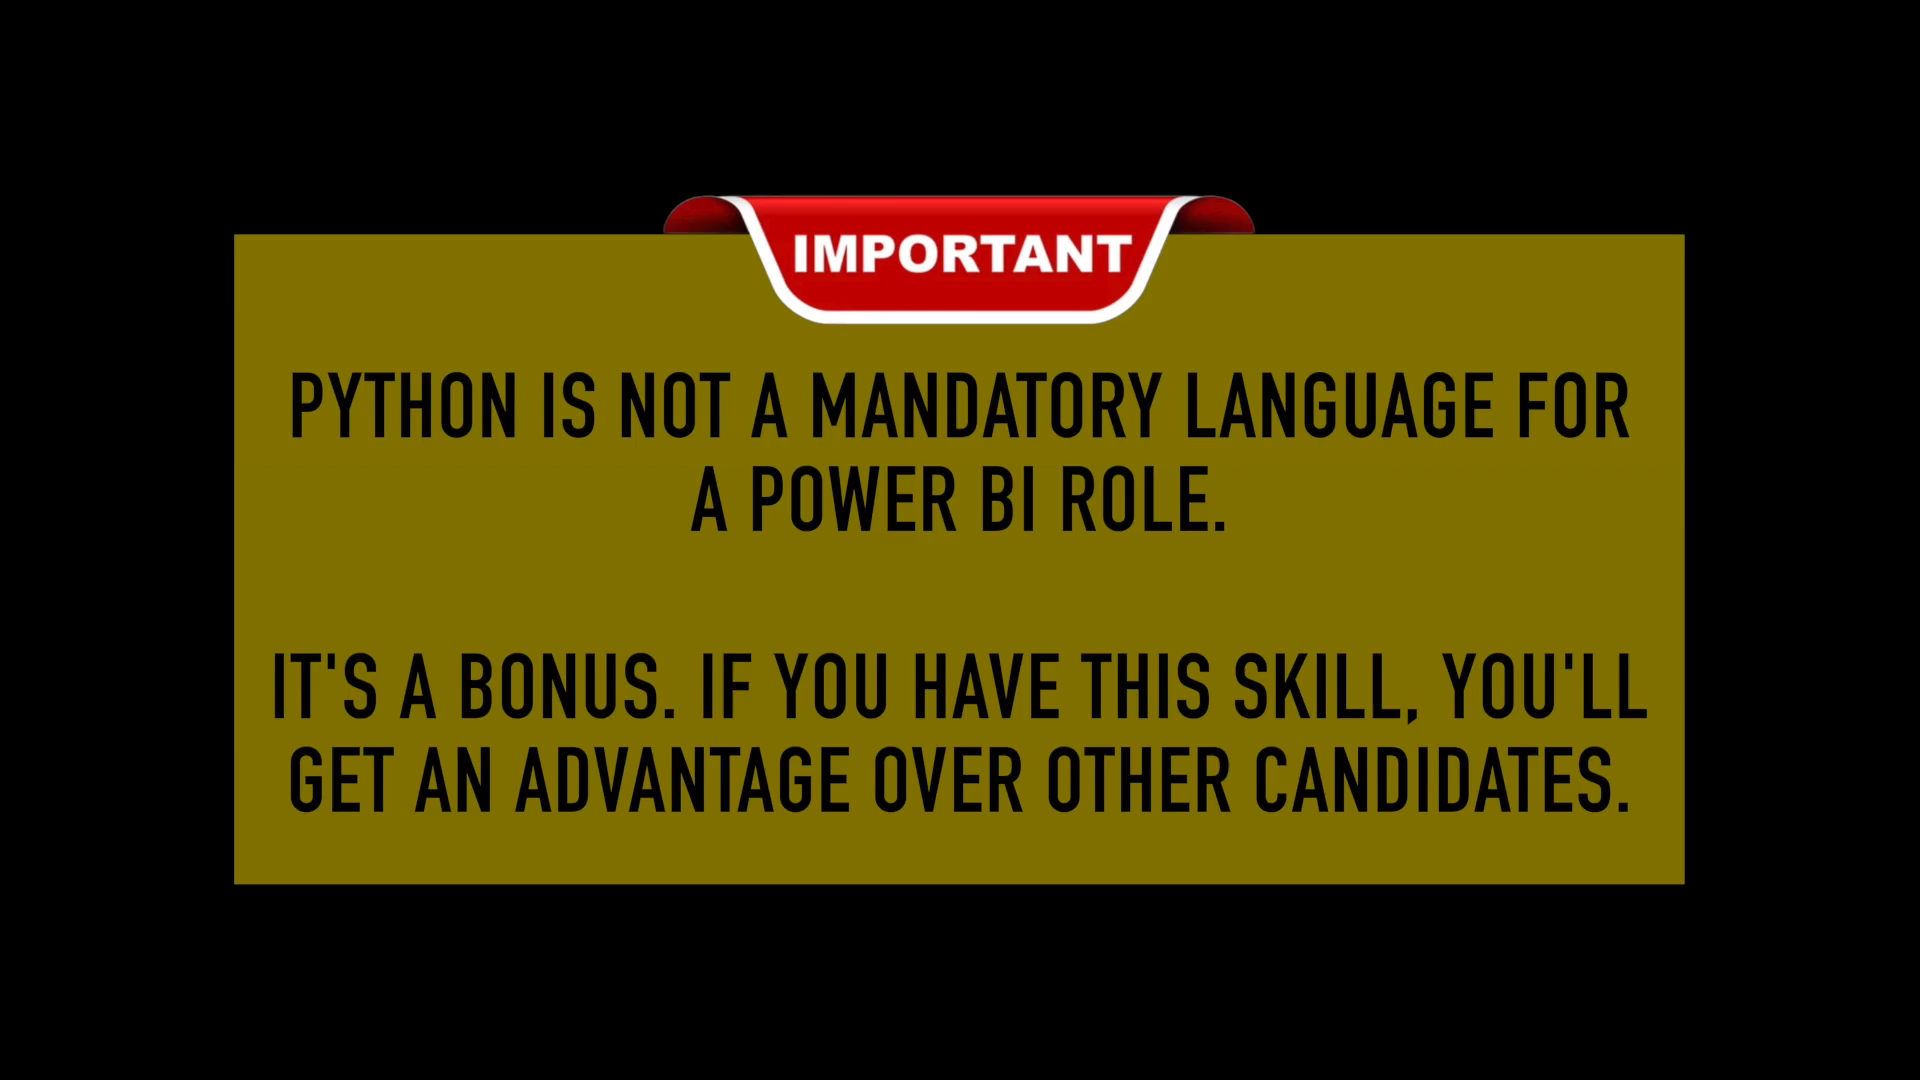 IMPORTANT
PYTHON IS NOT A MANDATORY LANGUAGE FOR
A POWER BI ROLE.
IT'S A BONUS. IF YOU HAVE THIS SKILL, YOU'LL
GET AN ADVANTAGE OVER OTHER CANDIDATES.